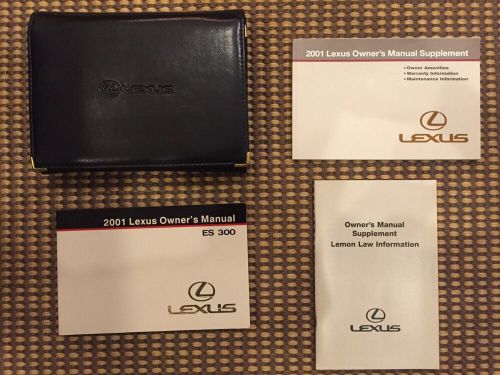 LEXUS
2001 Lexus Owner's Manual Supplement
• Owner Amenities
• Warranty Information
• Maintenance Information
LEXUS
2001 Lexus Owner's Manual
ES 300
LEXUS
Owner's Manual
Supplement
Lemon Law Information
LEXUS